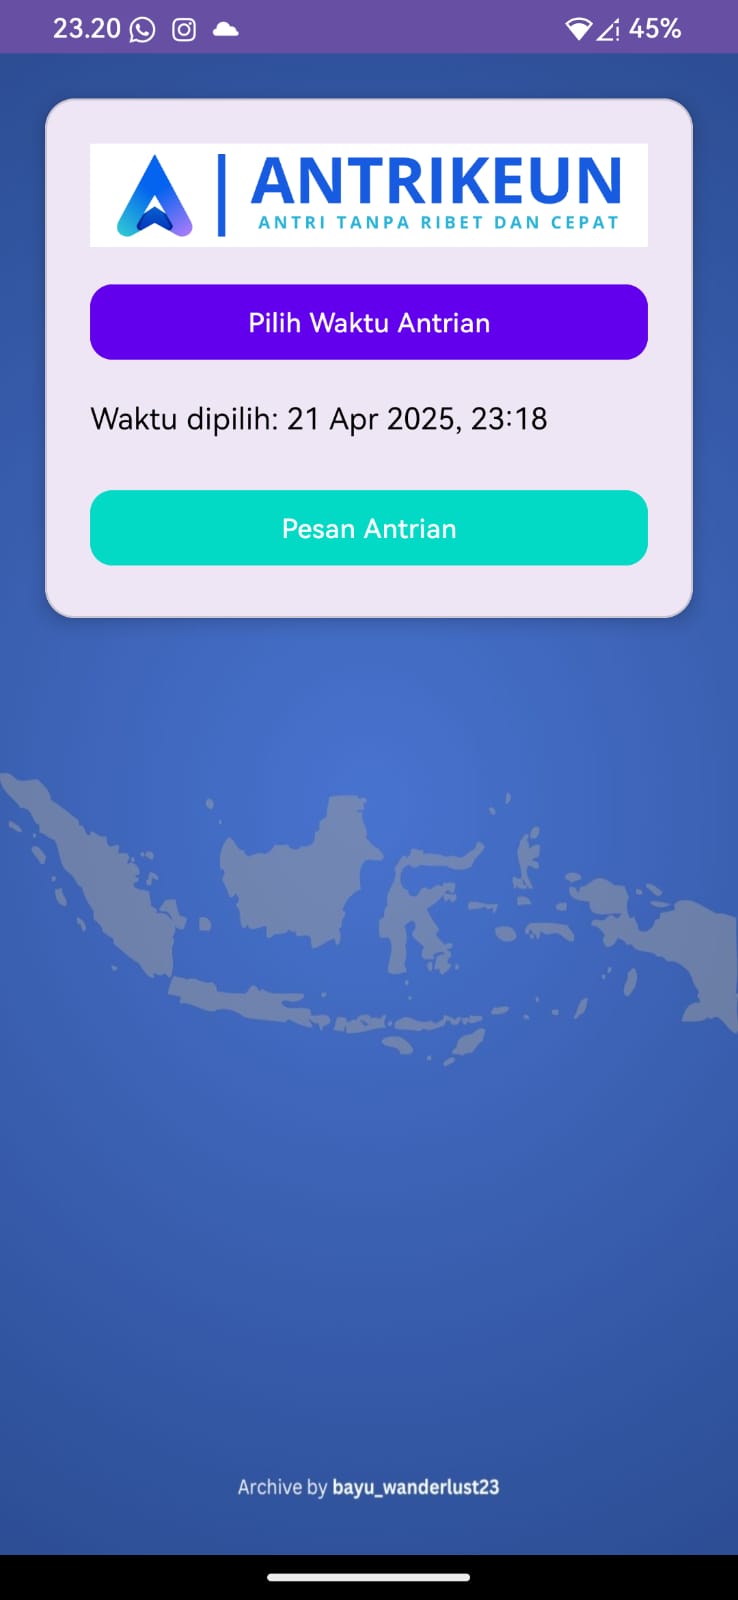 23.20 45%
ANTRIKEUN
ANTRI TANPA RIBET DAN CEPAT
Pilih Waktu Antrian
Waktu dipilih: 21 Apr 2025, 23:18
Pesan Antrian
Archive by bayu_wanderlust23